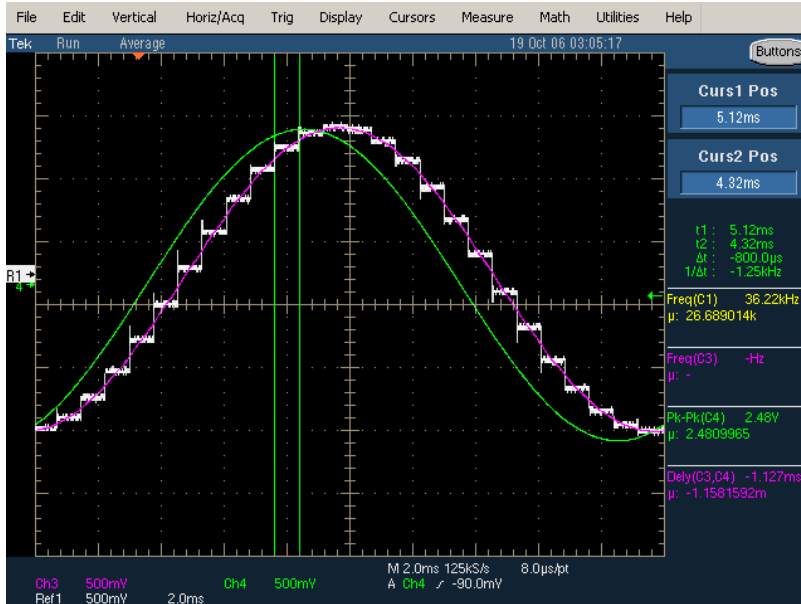 File Edit Vertical Horiz/Acq Trig Display Cursors Measure Math Utilities Help
Tek Run Average 19 Oct 06 03:05:17 Buttons
Curs1 Pos
5.12ms
Curs2 Pos
4.32ms
t1 : 5.12ms
t2 : 4.32ms
Δt : -800.0µs
1/Δt : -1.25kHz
R1
4
Freq(C1) 36.22kHz
µ: 26.689014k
Freq(C3) -Hz
µ: -
Pk-Pk(C4) 2.48V
µ: 2.4809965
Dely(C3,C4) -1.127ms
µ: -1.1581592m
M 2.0ms 125kS/s 8.0µs/pt
Ch3 500mV Ch4 500mV A Ch4 -90.0mV
Ref1 500mV 2.0ms